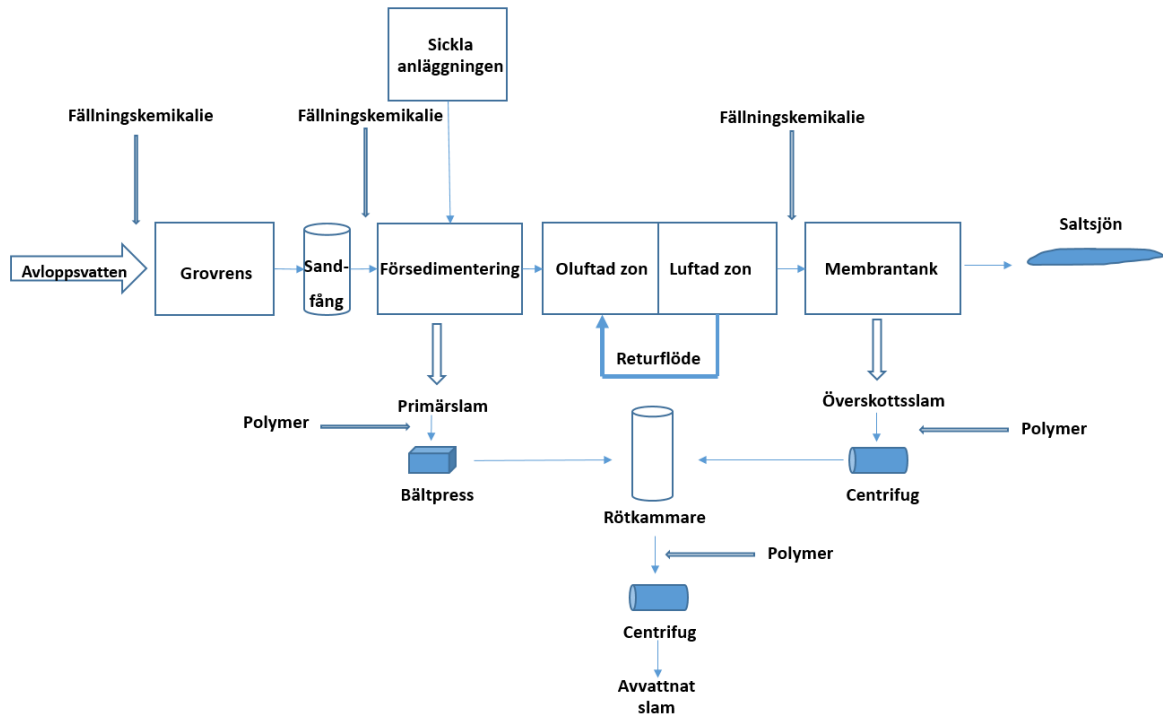 Sickla
anläggningen
Fällningskemikalie
Fällningskemikalie
Fällningskemikalie
Avloppsvatten
Grovrens
Sand-
fång
Försedimentering
Oluftad zon
Luftad zon
Membrantank
Saltsjön
Returflöde
Primärslam
Överskottsslam
Polymer
Polymer
Bältpress
Centrifug
Rötkammare
Polymer
Centrifug
Avvattnat
slam